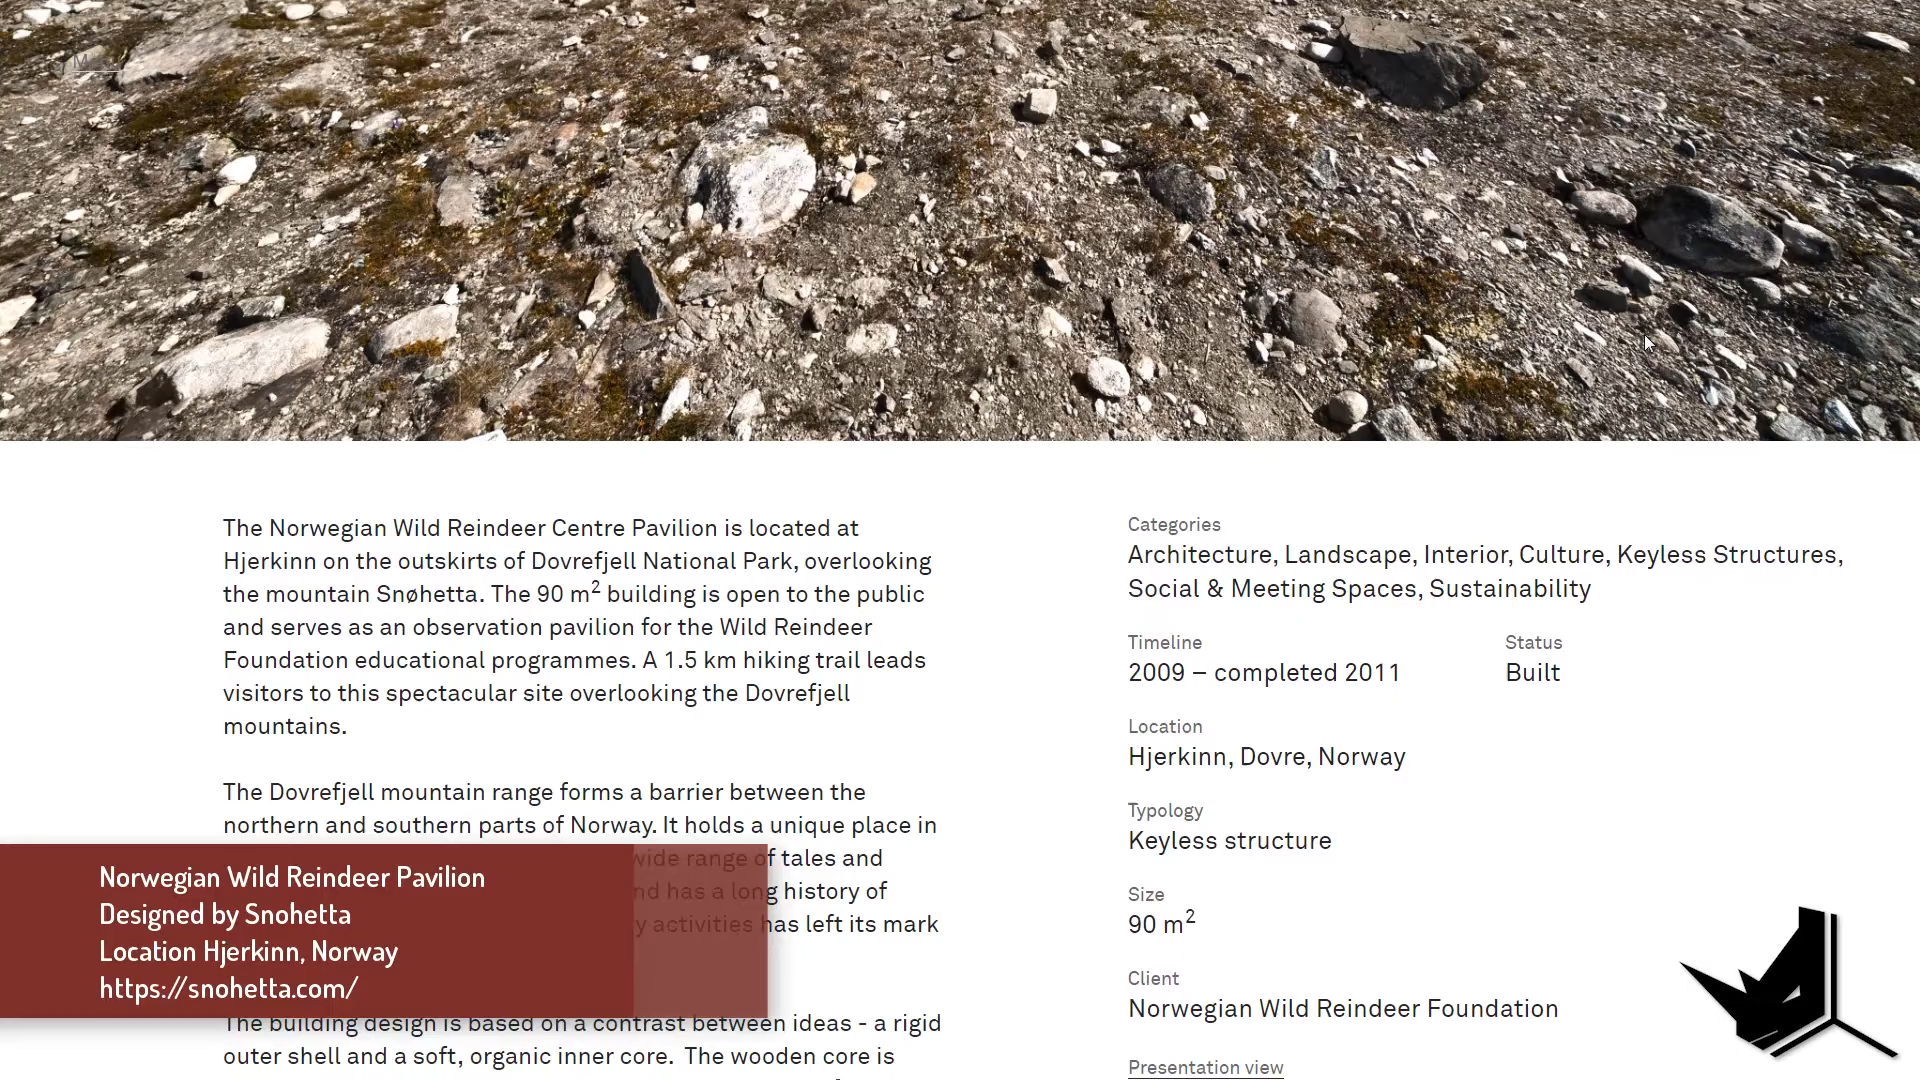 The Norwegian Wild Reindeer Centre Pavilion is located at
Hjerkinn on the outskirts of Dovrefjell National Park, overlooking
the mountain Snøhetta. The 90 m² building is open to the public
and serves as an observation pavilion for the Wild Reindeer
Foundation educational programmes. A 1.5 km hiking trail leads
visitors to this spectacular site overlooking the Dovrefjell
mountains.
The Dovrefjell mountain range forms a barrier between the
northern and southern parts of Norway. It holds a unique place in
wide range of tales and
has a long history of
activities has left its mark
The building design is based on a contrast between ideas - a rigid
outer shell and a soft, organic inner core. The wooden core is
Categories
Architecture, Landscape, Interior, Culture, Keyless Structures,
Social & Meeting Spaces, Sustainability
Timeline
2009 – completed 2011
Status
Built
Location
Hjerkinn, Dovre, Norway
Typology
Keyless structure
Size
90 m²
Client
Norwegian Wild Reindeer Foundation
Presentation view
Norwegian Wild Reindeer Pavilion
Designed by Snohetta
Location Hjerkinn, Norway
https://snohetta.com/